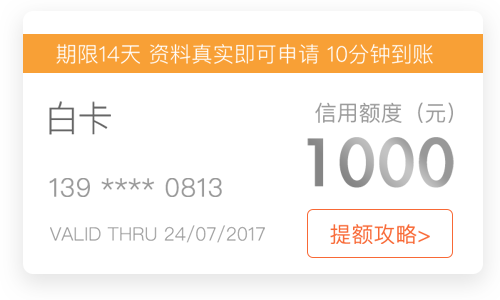 期限14天 资料真实即可申请 10分钟到账
白卡
信用额度（元）
1000
139 **** 0813
VALID THRU 24/07/2017
提额攻略>